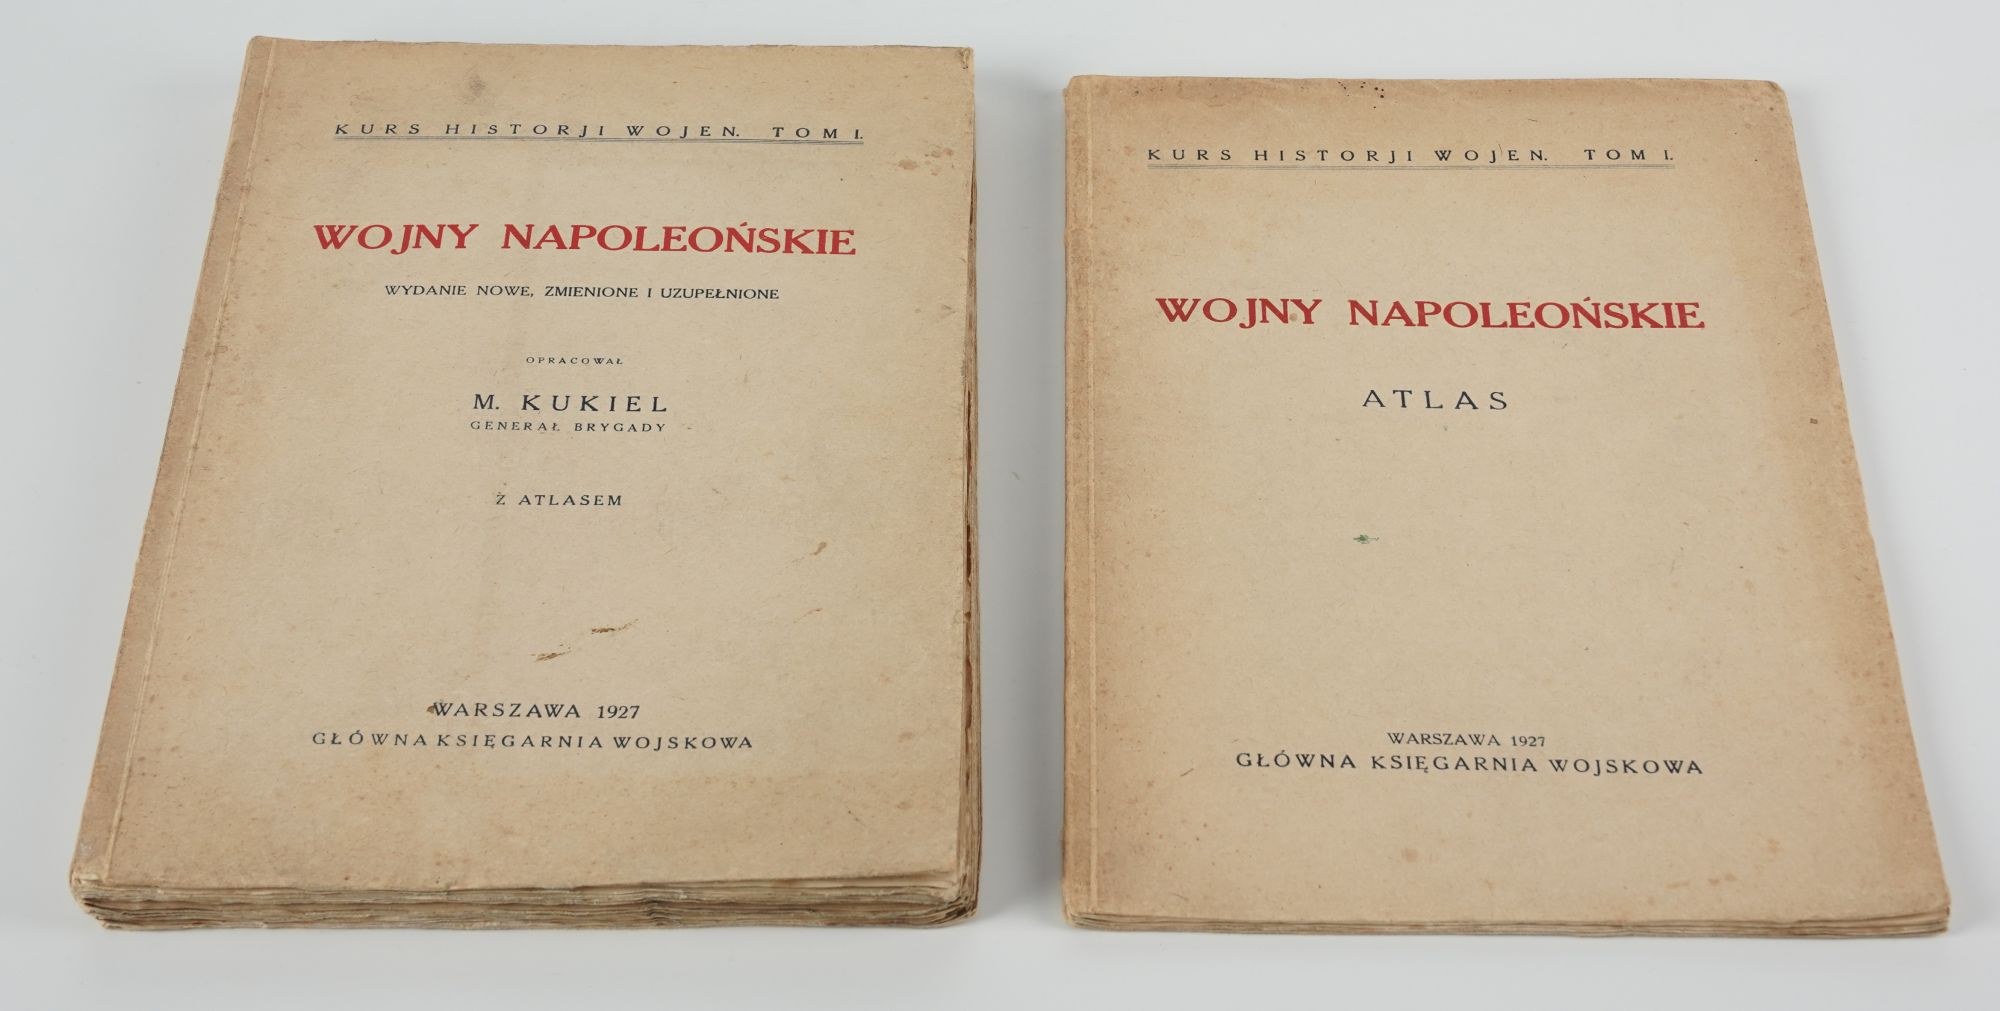 KURS HISTORJI WOJEN. TOM I.
WOJNY NAPOLEOŃSKIE
WYDANIE NOWE, ZMIENIONE I UZUPEŁNIONE
OPRACOWAŁ
M. KUKIEL
GENERAŁ BRYGADY
Z ATLASEM
WARSZAWA 1927
GŁÓWNA KSIĘGARNIA WOJSKOWA
KURS HISTORJI WOJEN. TOM I.
WOJNY NAPOLEOŃSKIE
ATLAS
WARSZAWA 1927
GŁÓWNA KSIĘGARNIA WOJSKOWA